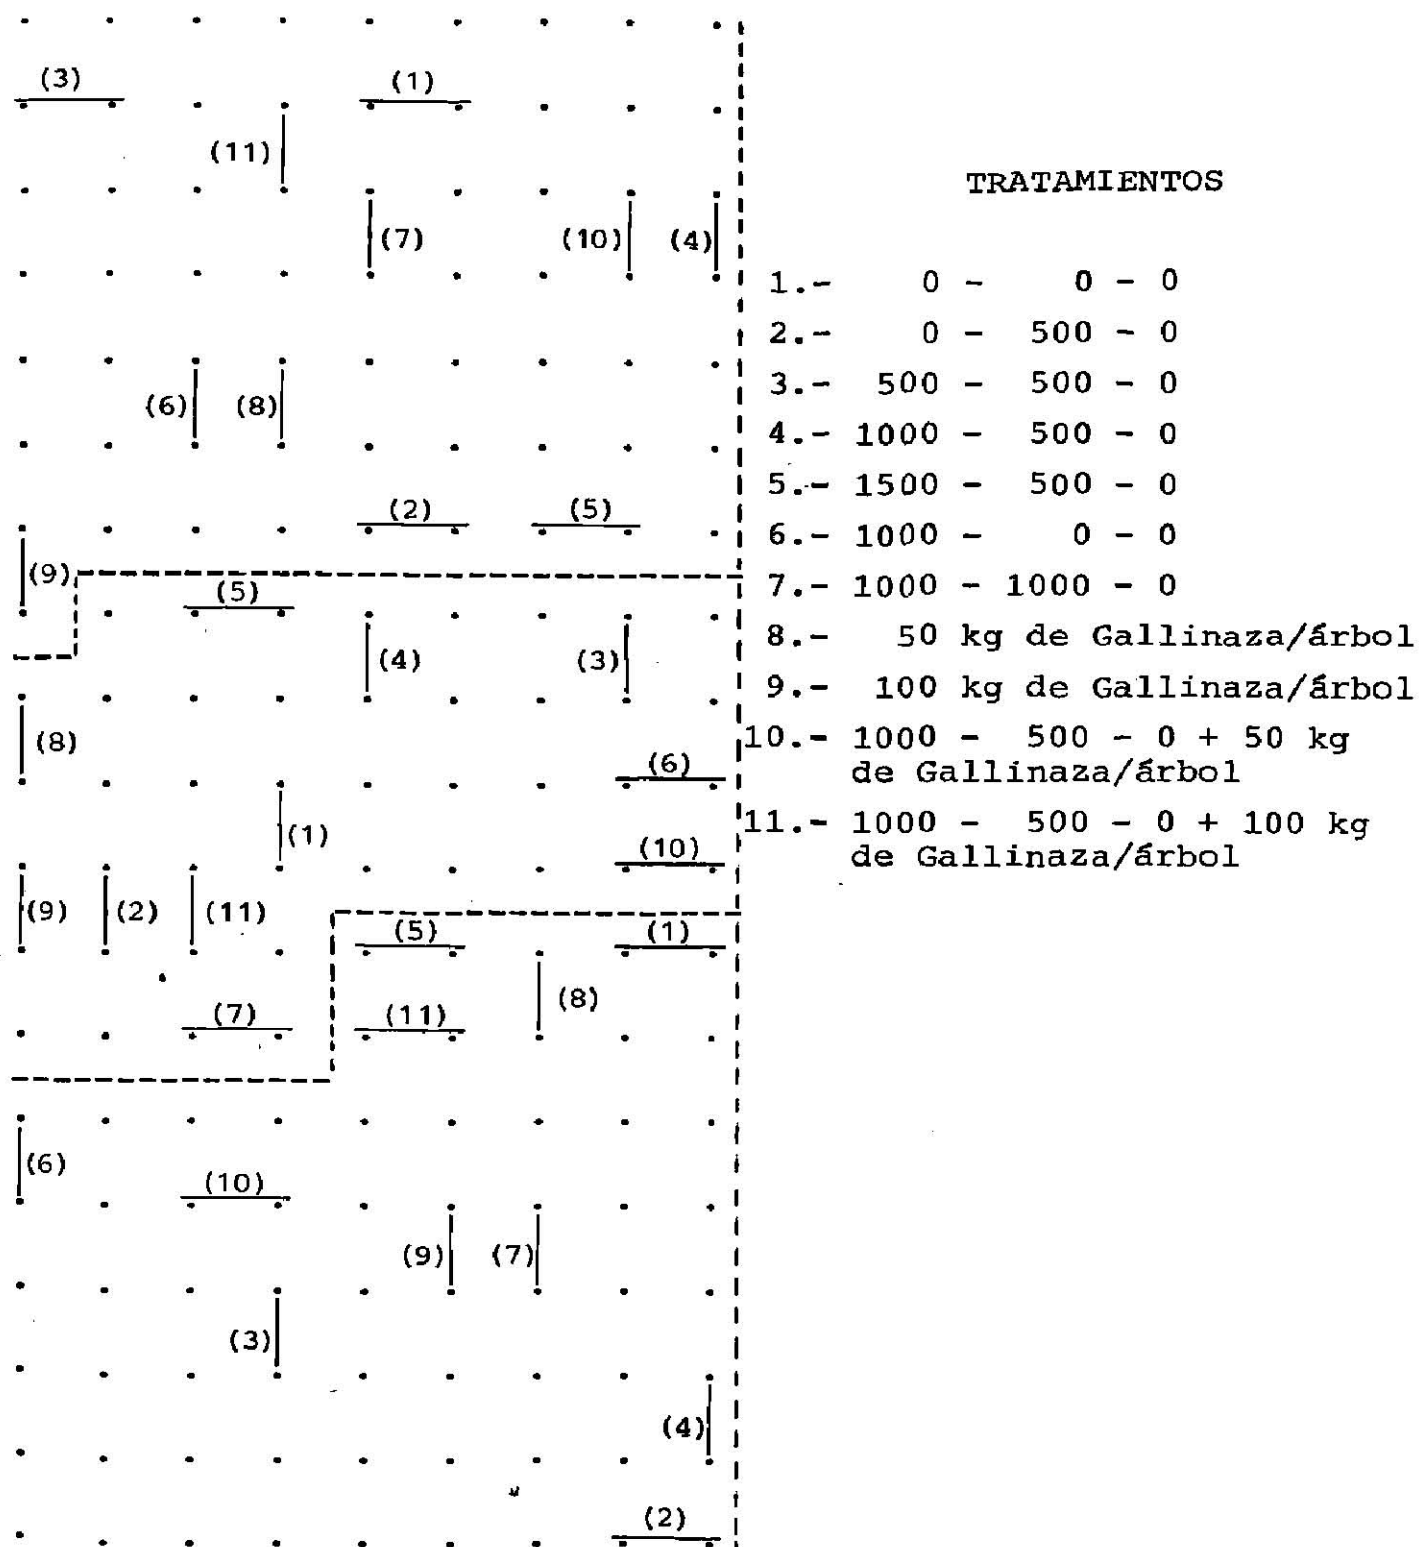 (3) (1)
(11)
TRATAMIENTOS
(7) (10) (4)
1.- 0 - 0 - 0
2.- 0 - 500 - 0
3.- 500 - 500 - 0
(6) (8)
4.- 1000 - 500 - 0
5.- 1500 - 500 - 0
(2) (5)
6.- 1000 - 0 - 0
7.- 1000 - 1000 - 0
(9)
(5)
8.- 50 kg de Gallinaza/árbol
(4) (3)
9.- 100 kg de Gallinaza/árbol
(8)
10.- 1000 - 500 - 0 + 50 kg
de Gallinaza/árbol
(6)
(1)
11.- 1000 - 500 - 0 + 100 kg
de Gallinaza/árbol
(10)
(9) (2) (11)
(5) (1)
(8)
(7) (11)
(6)
(10)
(9) (7)
(3)
(4)
(2)